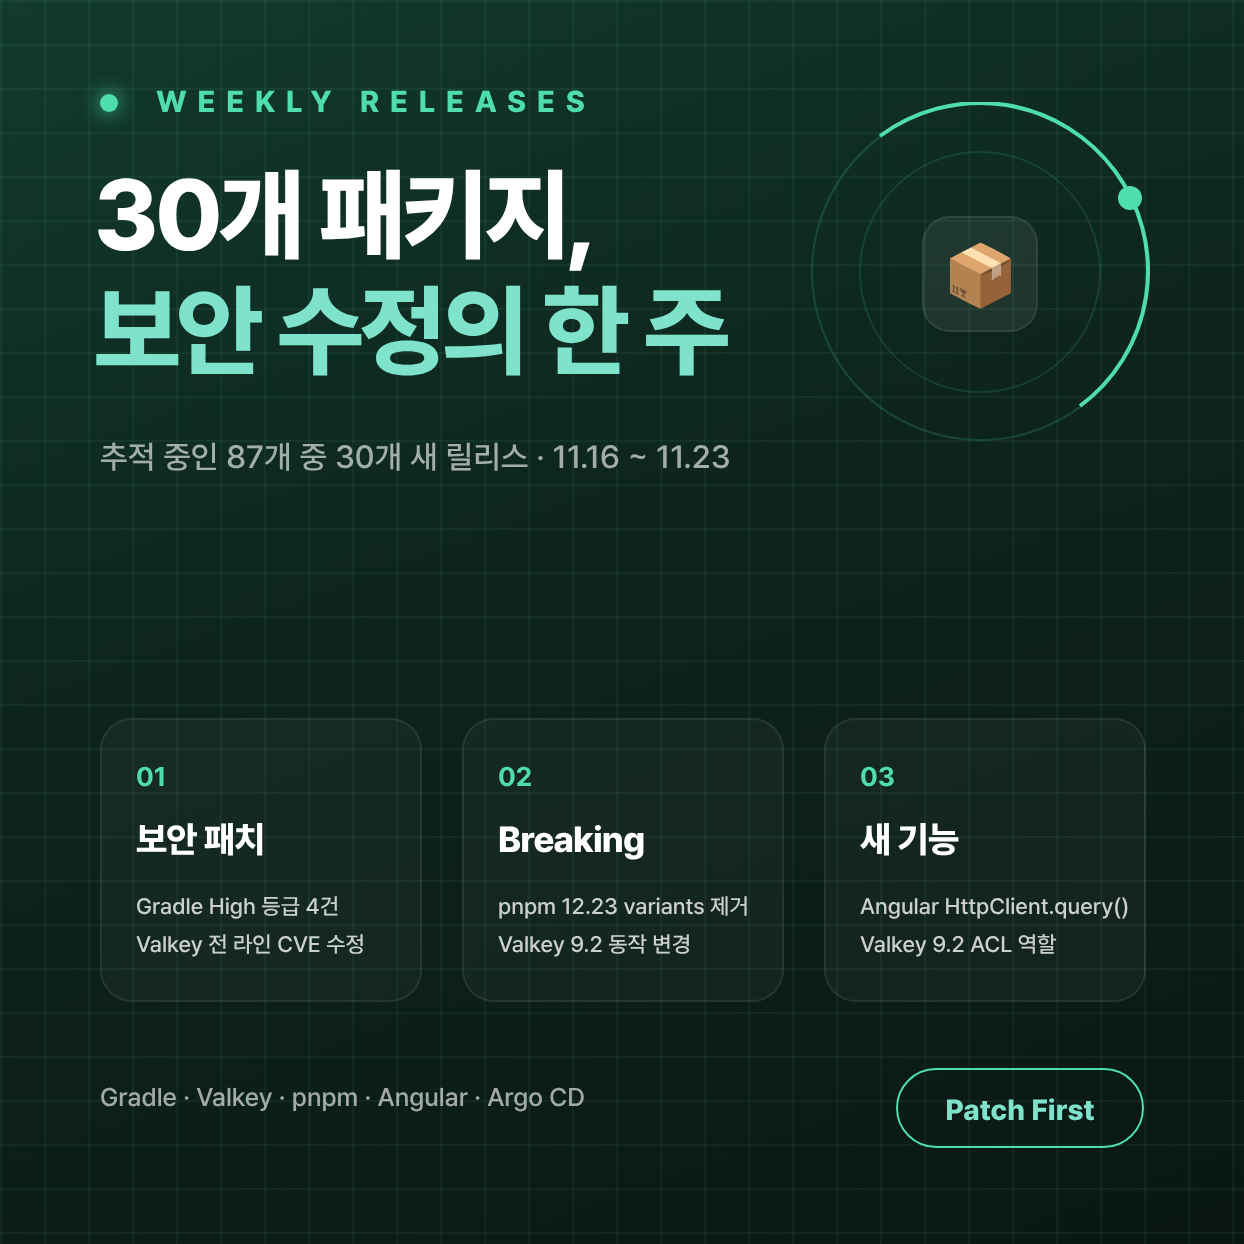 WEEKLY RELEASES
30개 패키지,
보안 수정의 한 주
추적 중인 87개 중 30개 새 릴리스 · 11.16 ~ 11.23
01
보안 패치
Gradle High 등급 4건
Valkey 전 라인 CVE 수정
02
Breaking
pnpm 12.23 variants 제거
Valkey 9.2 동작 변경
03
새 기능
Angular HttpClient.query()
Valkey 9.2 ACL 역할
Gradle · Valkey · pnpm · Angular · Argo CD
Patch First